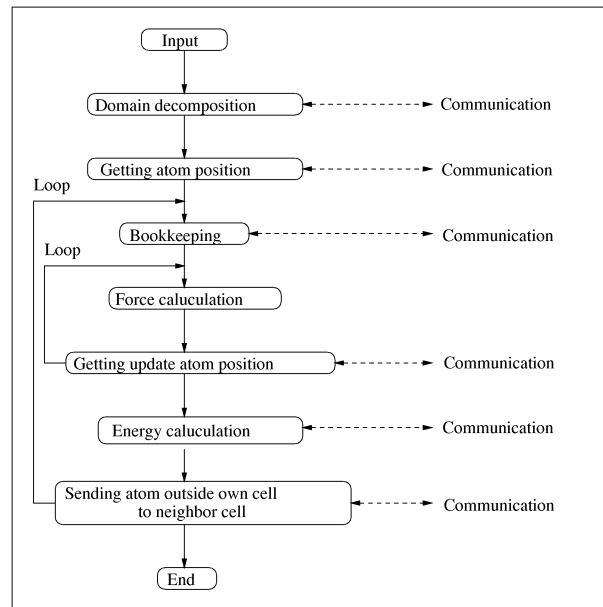 Input
Domain decomposition
Communication
Getting atom position
Communication
Loop
Bookkeeping
Communication
Loop
Force caluculation
Getting update atom position
Communication
Energy caluculation
Communication
Sending atom outside own cell
to neighbor cell
Communication
End